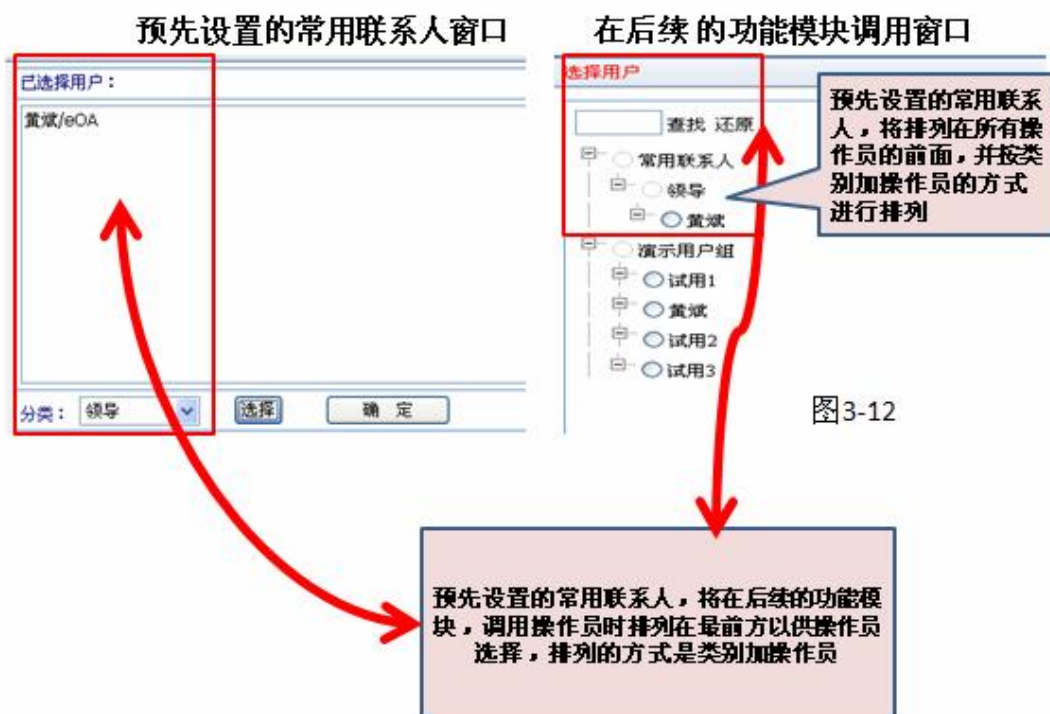 预先设置的常用联系人窗口
在后续的功能模块调用窗口
已选择用户：
黄斌/eOA
分类：
领导
选择
确 定
选择用户
查找 还原
常用联系人
领导
黄斌
演示用户组
试用1
黄斌
试用2
试用3
预先设置的常用联系
人，将排列在所有操
作员的前面，并按类
别加操作员的方式
进行排列
图3-12
预先设置的常用联系人，将在后续的功能模
块，调用操作员时排列在最前方以供操作员
选择，排列的方式是类别加操作员